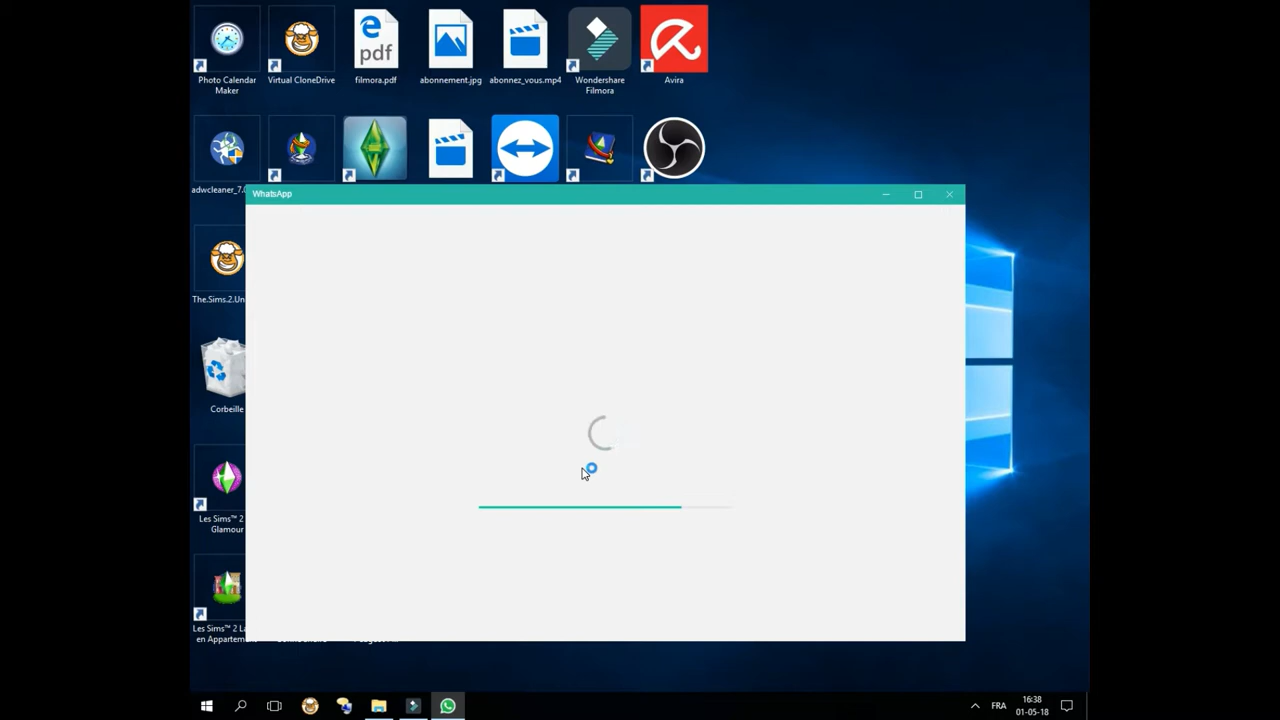 Photo Calendar
Maker
Virtual CloneDrive
pdf
filmora.pdf
abonnement.jpg
abonnez_vous.mp4
Wondershare
Filmora
Avira
adwcleaner_7.
WhatsApp
The.Sims.2.Un
Corbeille
Les Sims™ 2
Glamour
Les Sims™ 2 L
en Appartem
FRA
16:38
01-05-18